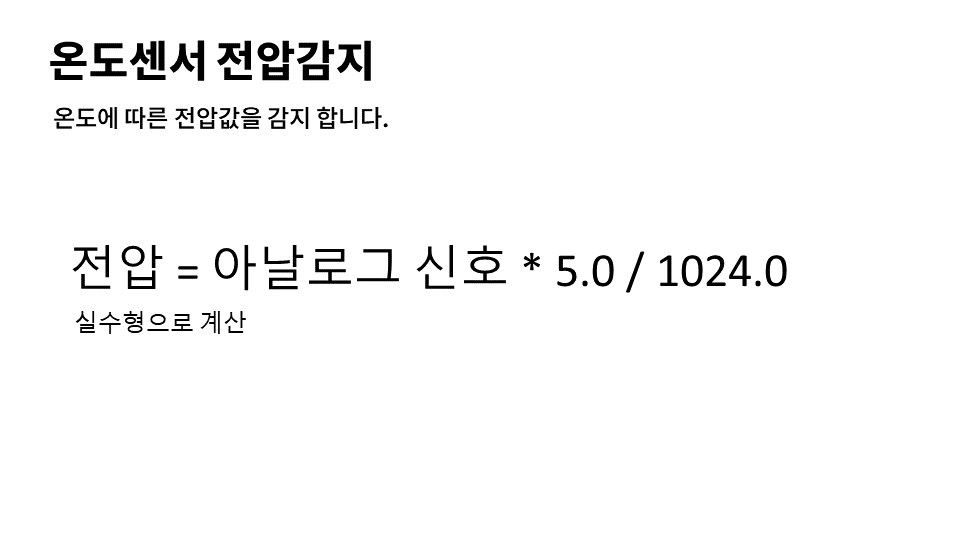 온도센서 전압감지
온도에 따른 전압값을 감지 합니다.
전압 = 아날로그 신호 * 5.0 / 1024.0
실수형으로 계산